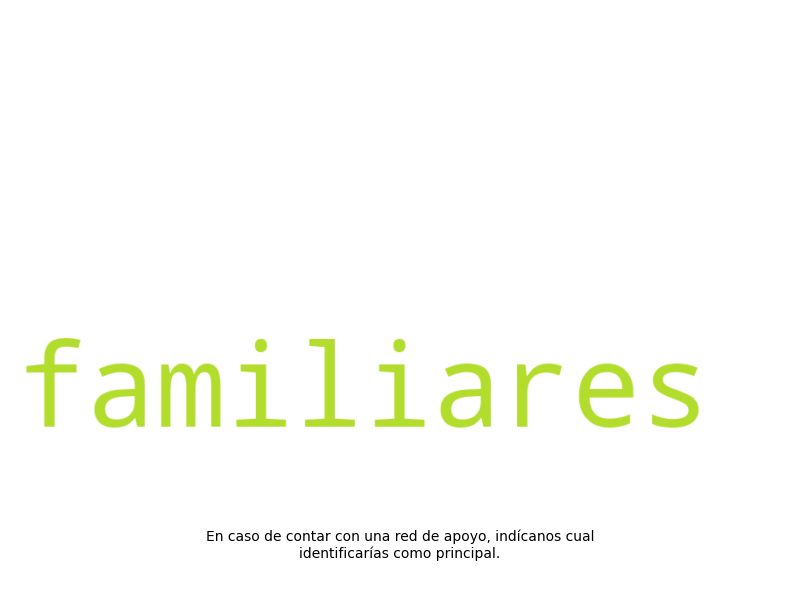 familiares
En caso de contar con una red de apoyo, indícanos cual
identificarías como principal.